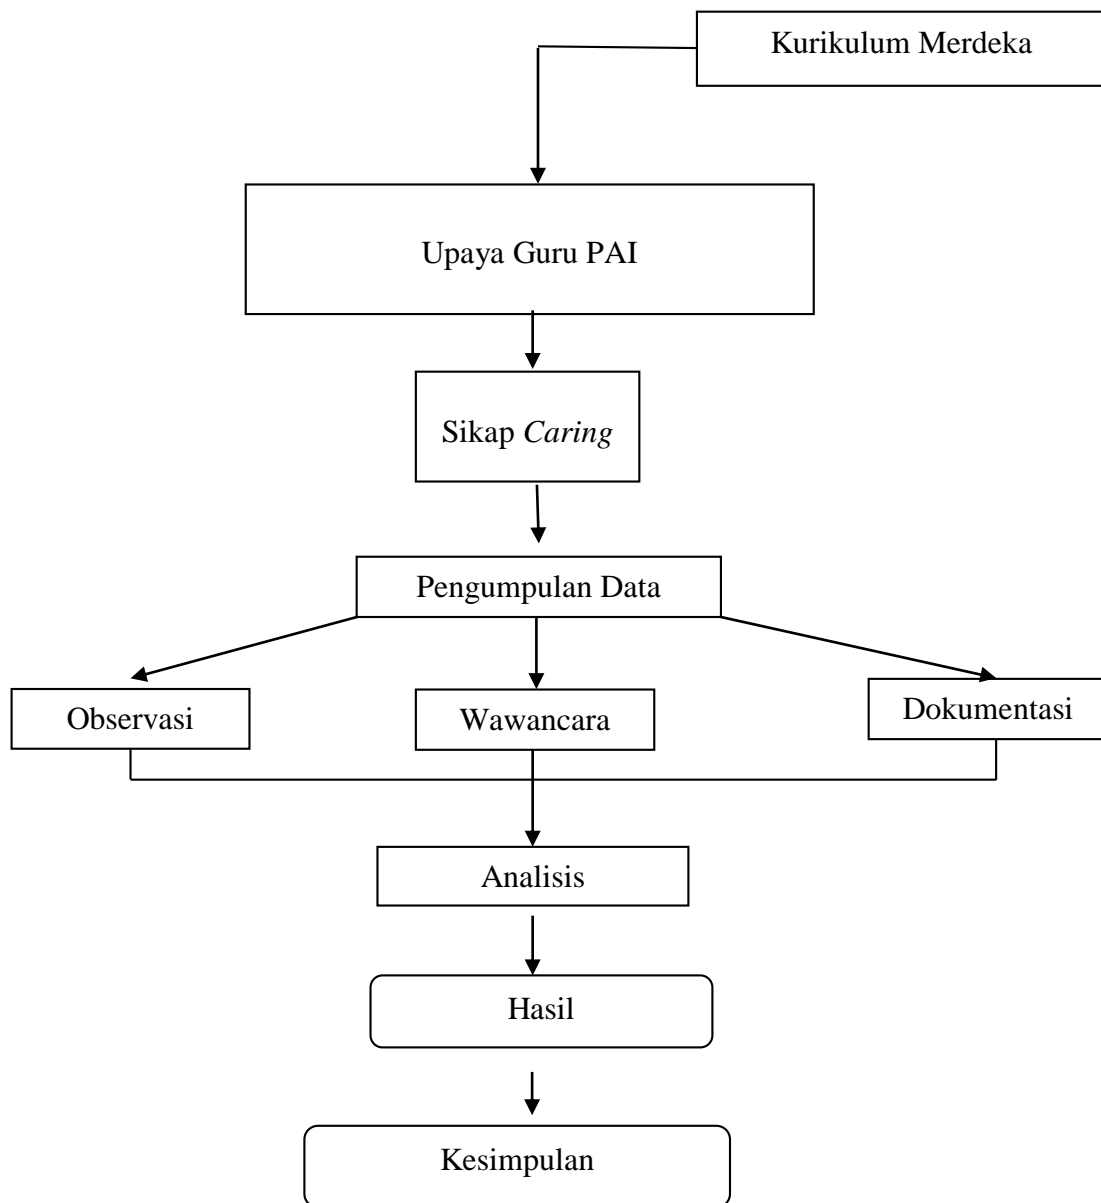 Kurikulum Merdeka
Upaya Guru PAI
Sikap Caring
Pengumpulan Data
Observasi
Wawancara
Dokumentasi
Analisis
Hasil
Kesimpulan